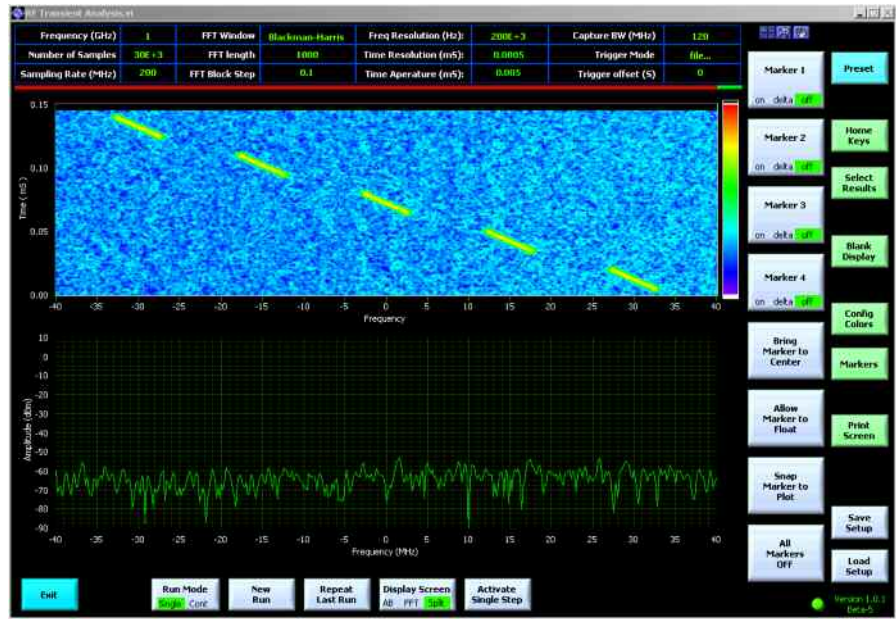 RF Transient Analysis.vi
Frequency (GHz) 1 FFT Window Blackman-Harris Freq Resolution (Hz): 200E+3 Capture BW (MHz) 120
Number of Samples 30E+3 FFT length 1000 Time Resolution (mS): 0.0005 Trigger Mode file...
Sampling Rate (MHz) 200 FFT Block Step 0.1 Time Aperature (mS): 0.005 Trigger offset (S) 0
Marker 1
on delta off
Marker 2
on delta off
Marker 3
on delta off
Marker 4
on delta off
Bring Marker to Center
Allow Marker to Float
Snap Marker to Plot
All Markers OFF
Preset
Home Keys
Select Results
Blank Display
Config Colors
Markers
Print Screen
Save Setup
Load Setup
Time (mS)
0.15
0.10
0.05
0.00
-40 -35 -30 -25 -20 -15 -10 -5 0 5 10 15 20 25 30 35 40
Frequency
Amplitude (dBm)
10
0
-10
-20
-30
-40
-50
-60
-70
-80
-90
-40 -35 -30 -25 -20 -15 -10 -5 0 5 10 15 20 25 30 35 40
Frequency (MHz)
Exit
Run Mode
Single Cont
New Run
Repeat Last Run
Display Screen
AB FFT Split
Activate Single Step
Version 1.0.1
Beta-5